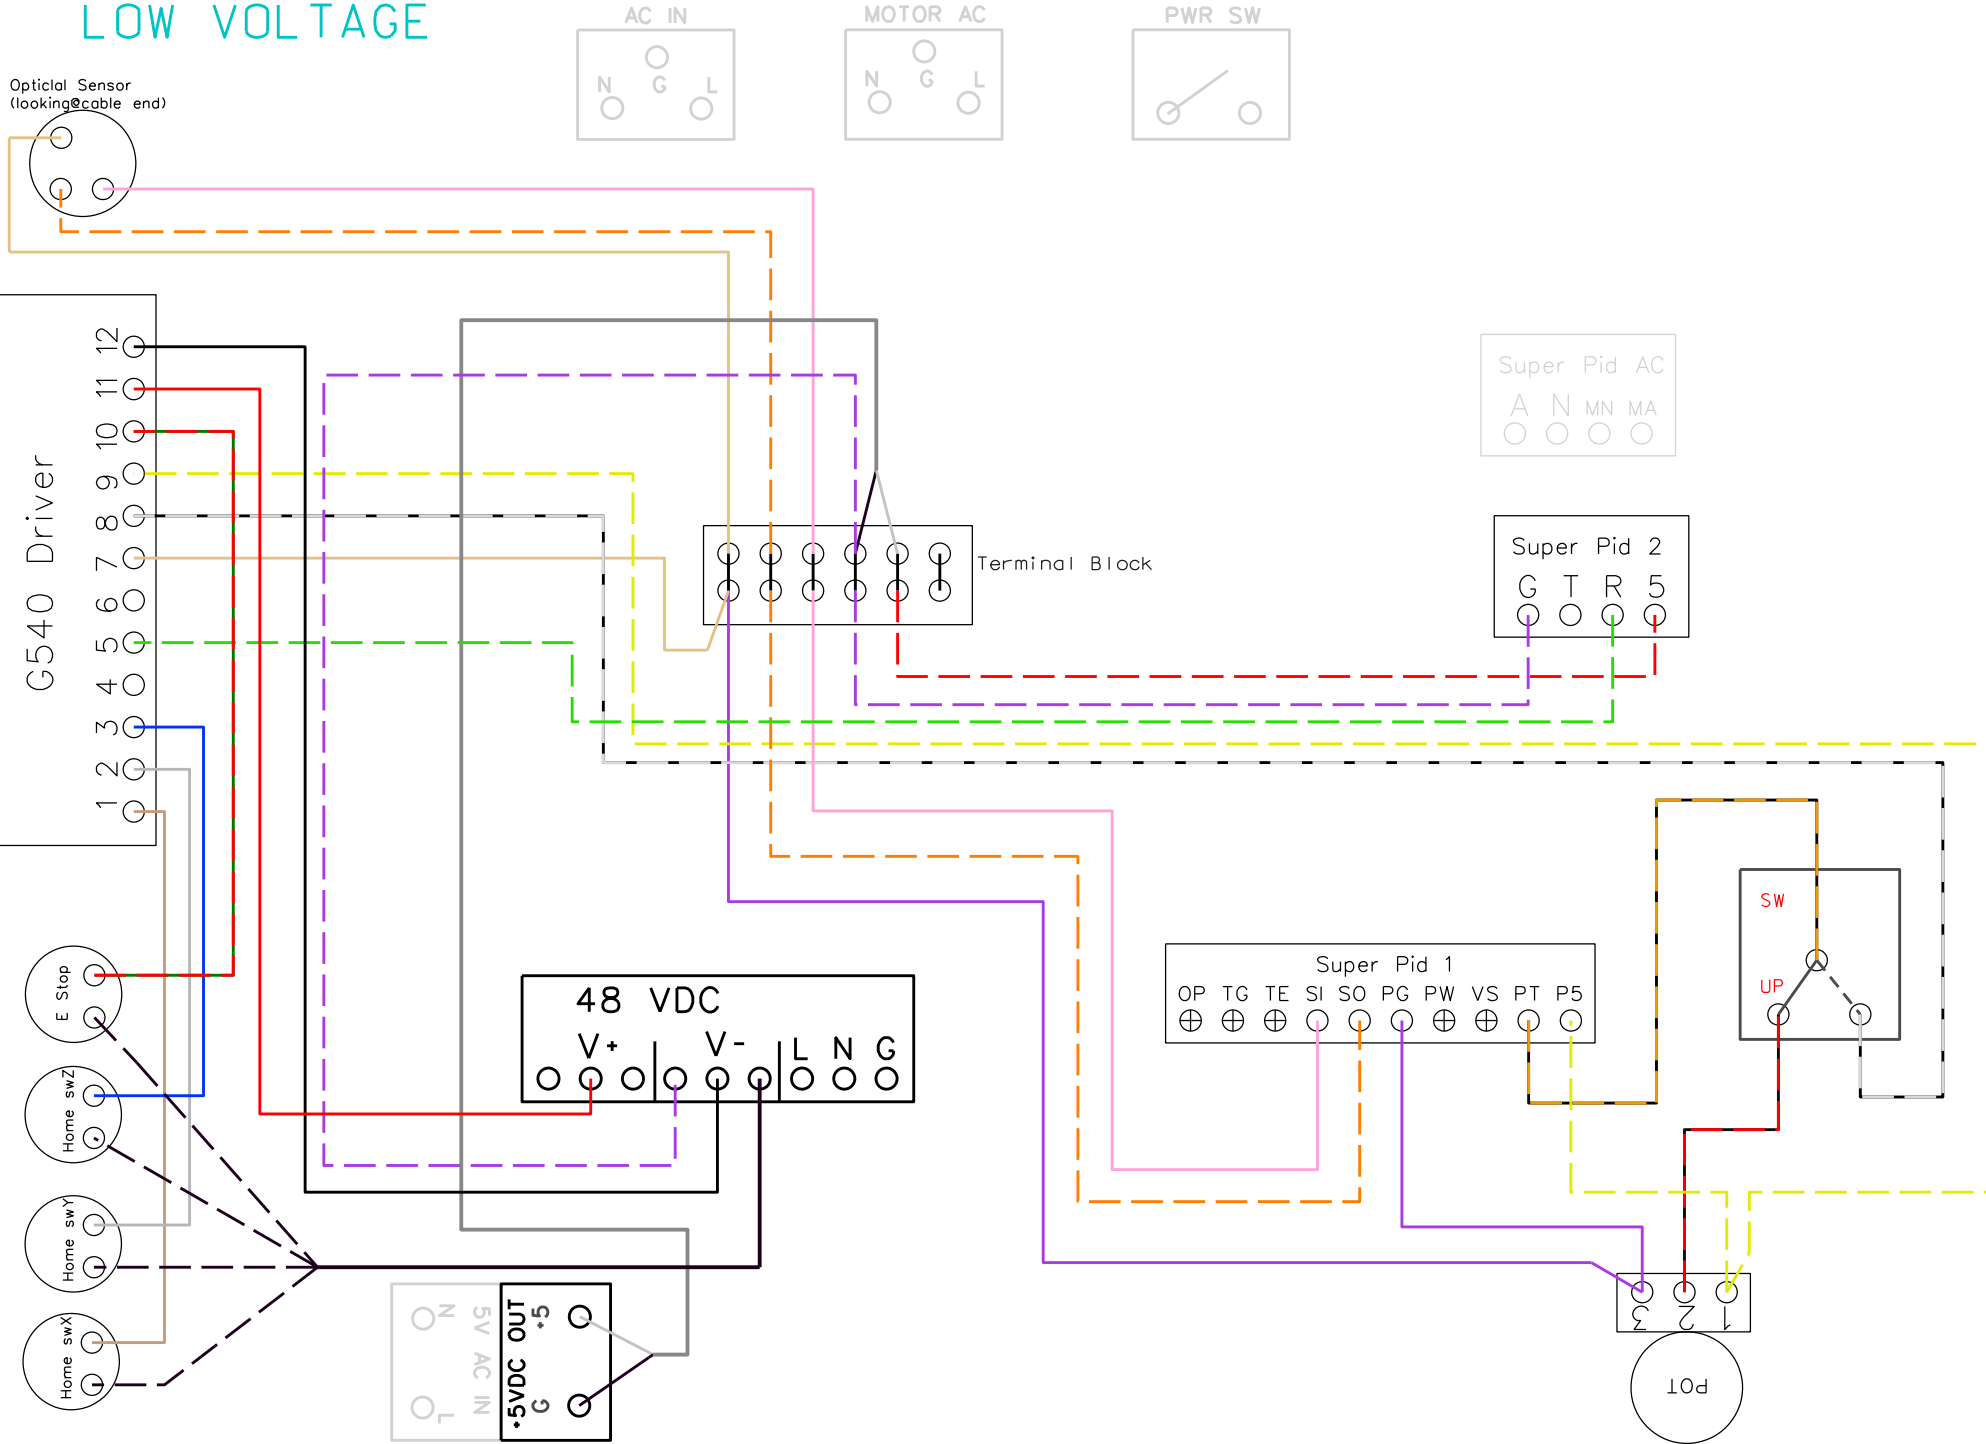 LOW VOLTAGE
AC IN
N G L
MOTOR AC
N G L
PWR SW
Opticlal Sensor
(looking@cable end)
G540 Driver
12
11
10
9
8
7
6
5
4
3
2
1
Super Pid AC
A N MN MA
Terminal Block
Super Pid 2
G T R 5
E Stop
Home swZ
Home swY
Home swX
48 VDC
V+ V- L N G
Super Pid 1
OP TG TE SI SO PG PW VS PT P5
SW
UP
5V AC IN
N
L
+5VDC OUT
+5
G
3 2 1
POT